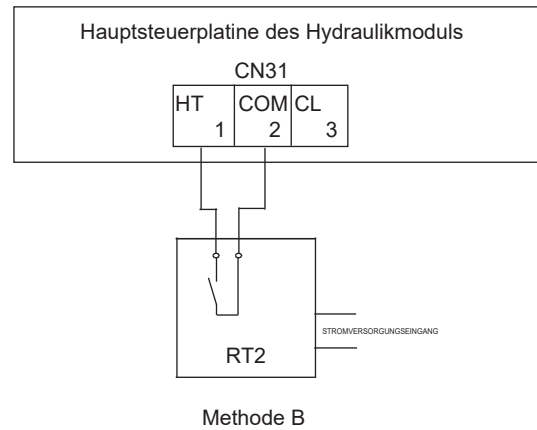 Hauptsteuerplatine des Hydraulikmoduls
CN31
HT COM CL
1 2 3
STROMVERSORGUNGSEINGANG
RT2
Methode B